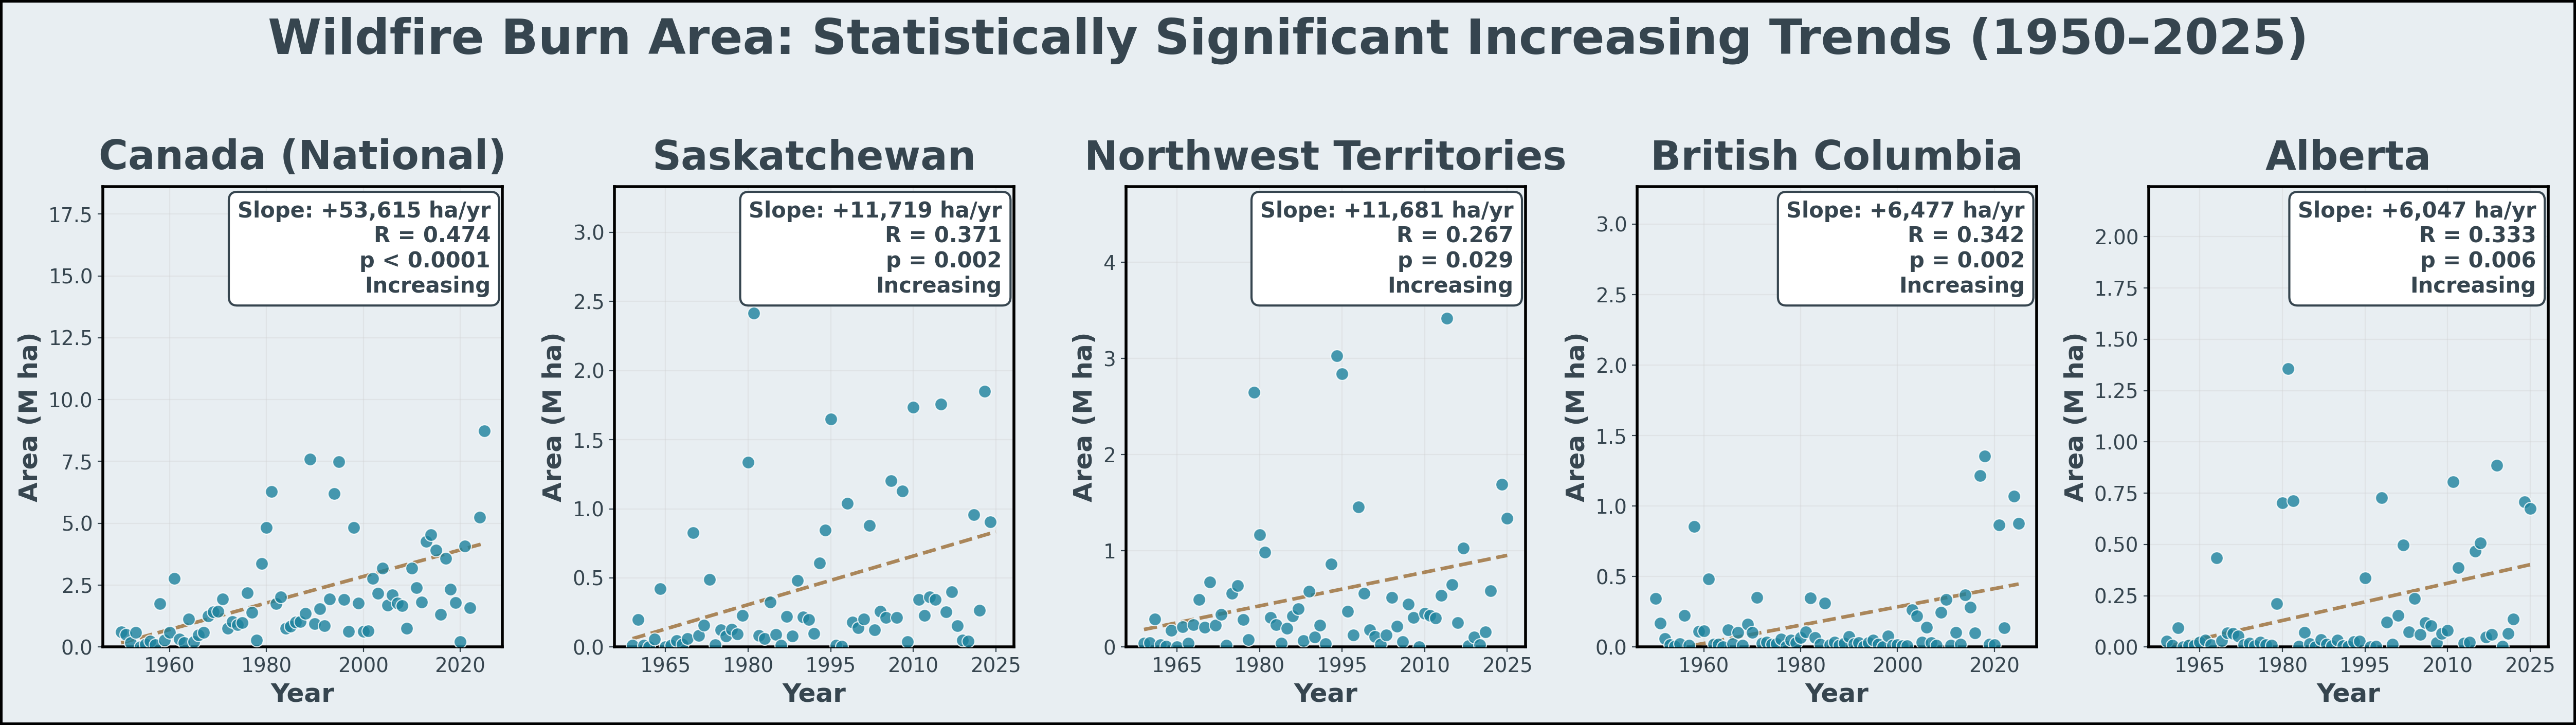 Wildfire Burn Area: Statistically Significant Increasing Trends (1950–2025)
Canada (National)
Slope: +53,615 ha/yr
R = 0.474
p < 0.0001
Increasing
17.5
15.0
12.5
10.0
7.5
5.0
2.5
0.0
Area (M ha)
1960
1980
2000
2020
Year
Saskatchewan
Slope: +11,719 ha/yr
R = 0.371
p = 0.002
Increasing
3.0
2.5
2.0
1.5
1.0
0.5
0.0
Area (M ha)
1965
1980
1995
2010
2025
Year
Northwest Territories
Slope: +11,681 ha/yr
R = 0.267
p = 0.029
Increasing
4
3
2
1
0
Area (M ha)
1965
1980
1995
2010
2025
Year
British Columbia
Slope: +6,477 ha/yr
R = 0.342
p = 0.002
Increasing
3.0
2.5
2.0
1.5
1.0
0.5
0.0
Area (M ha)
1960
1980
2000
2020
Year
Alberta
Slope: +6,047 ha/yr
R = 0.333
p = 0.006
Increasing
2.00
1.75
1.50
1.25
1.00
0.75
0.50
0.25
0.00
Area (M ha)
1965
1980
1995
2010
2025
Year